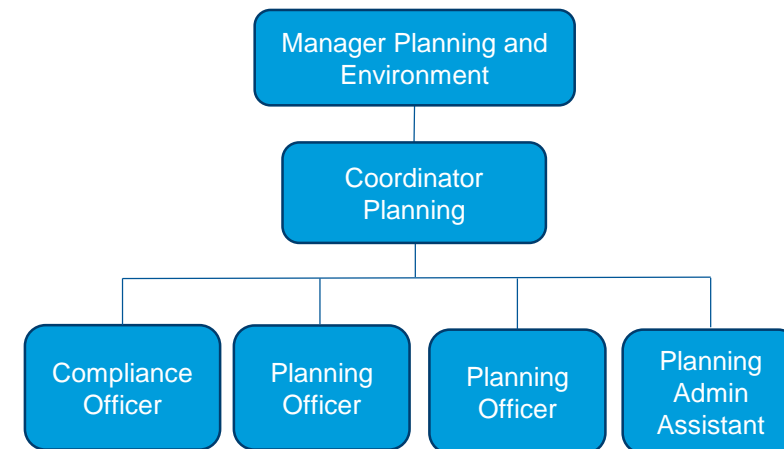 Manager Planning and
Environment
Coordinator
Planning
Compliance
Officer
Planning
Officer
Planning
Officer
Planning
Admin
Assistant